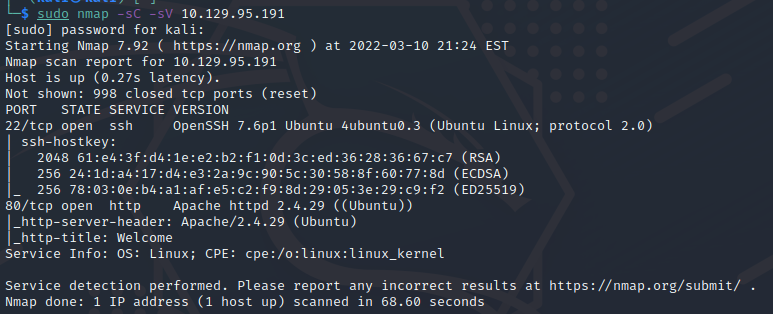 └─$ sudo nmap -sC -sV 10.129.95.191
[sudo] password for kali:
Starting Nmap 7.92 ( https://nmap.org ) at 2022-03-10 21:24 EST
Nmap scan report for 10.129.95.191
Host is up (0.27s latency).
Not shown: 998 closed tcp ports (reset)
PORT   STATE SERVICE VERSION
22/tcp open  ssh     OpenSSH 7.6p1 Ubuntu 4ubuntu0.3 (Ubuntu Linux; protocol 2.0)
| ssh-hostkey:
|   2048 61:e4:3f:d4:1e:e2:b2:f1:0d:3c:ed:36:28:36:67:c7 (RSA)
|   256 24:1d:a4:17:d4:e3:2a:9c:90:5c:30:58:8f:60:77:8d (ECDSA)
|_  256 78:03:0e:b4:a1:af:e5:c2:f9:8d:29:05:3e:29:c9:f2 (ED25519)
80/tcp open  http    Apache httpd 2.4.29 ((Ubuntu))
|_http-server-header: Apache/2.4.29 (Ubuntu)
|_http-title: Welcome
Service Info: OS: Linux; CPE: cpe:/o:linux:linux_kernel
Service detection performed. Please report any incorrect results at https://nmap.org/submit/ .
Nmap done: 1 IP address (1 host up) scanned in 68.60 seconds